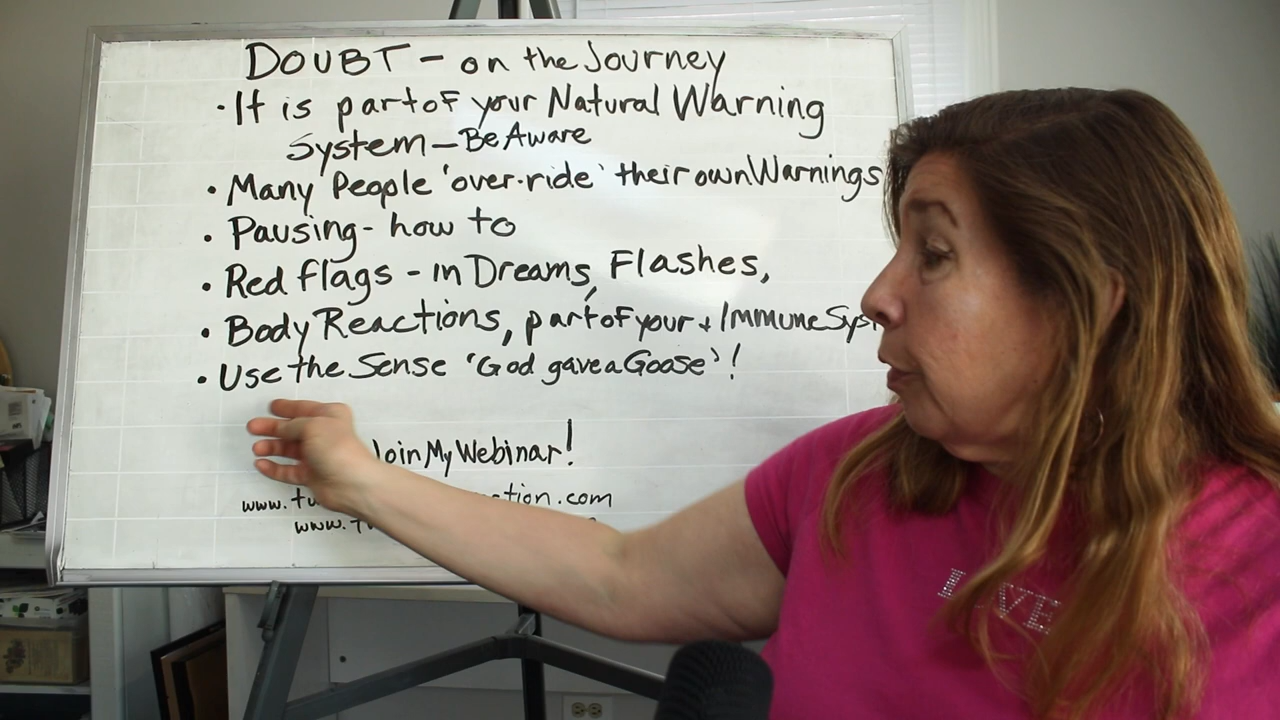 DOUBT - on the Journey
• It is part of your Natural Warning
System - Be Aware
• Many People 'over-ride' their own Warnings
• Pausing - how to
• Red flags - in Dreams, Flashes,
• Body Reactions, part of your + Immune Syst
• Use the Sense 'God gave a Goose'!
Join My Webinar!
LOVE